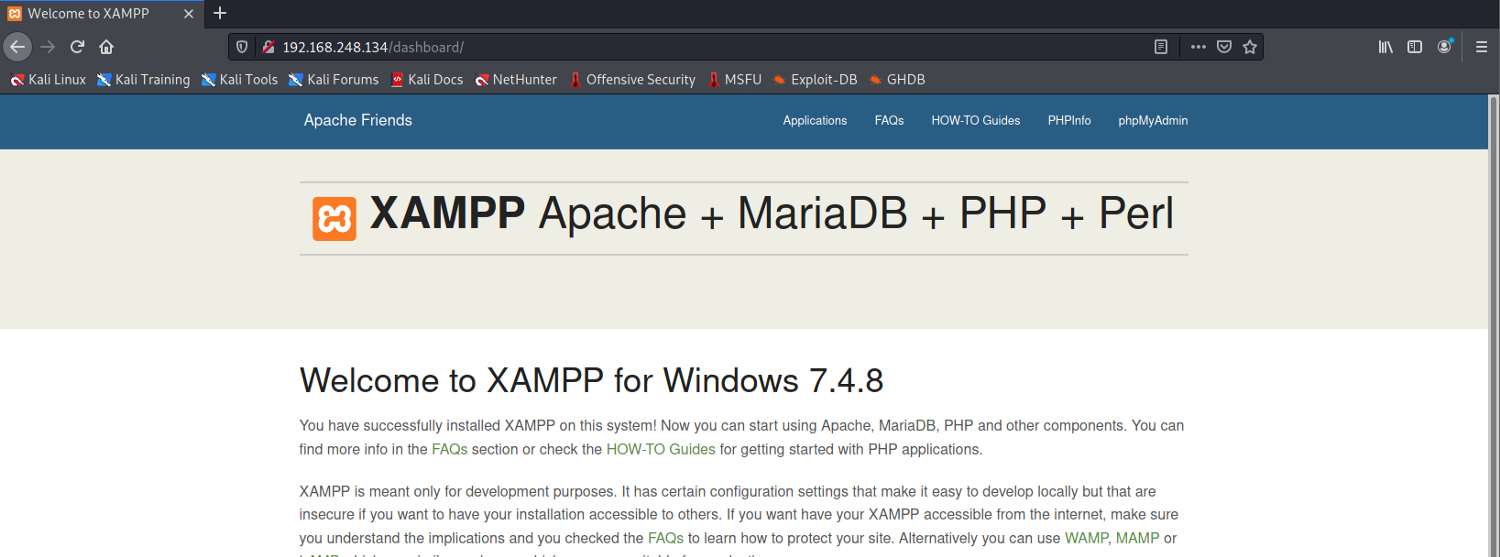 Welcome to XAMPP
192.168.248.134/dashboard/
Kali Linux Kali Training Kali Tools Kali Forums Kali Docs NetHunter Offensive Security MSFU Exploit-DB GHDB
Apache Friends Applications FAQs HOW-TO Guides PHPInfo phpMyAdmin
XAMPP Apache + MariaDB + PHP + Perl
Welcome to XAMPP for Windows 7.4.8
You have successfully installed XAMPP on this system! Now you can start using Apache, MariaDB, PHP and other components. You can
find more info in the FAQs section or check the HOW-TO Guides for getting started with PHP applications.
XAMPP is meant only for development purposes. It has certain configuration settings that make it easy to develop locally but that are
insecure if you want to have your installation accessible to others. If you want have your XAMPP accessible from the internet, make sure
you understand the implications and you checked the FAQs to learn how to protect your site. Alternatively you can use WAMP, MAMP or